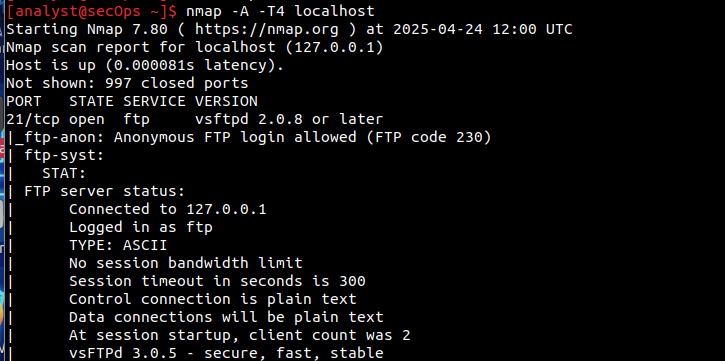 [analyst@secOps ~]$ nmap -A -T4 localhost
Starting Nmap 7.80 ( https://nmap.org ) at 2025-04-24 12:00 UTC
Nmap scan report for localhost (127.0.0.1)
Host is up (0.000081s latency).
Not shown: 997 closed ports
PORT   STATE SERVICE VERSION
21/tcp open  ftp     vsftpd 2.0.8 or later
|_ftp-anon: Anonymous FTP login allowed (FTP code 230)
| ftp-syst:
|   STAT:
| FTP server status:
|      Connected to 127.0.0.1
|      Logged in as ftp
|      TYPE: ASCII
|      No session bandwidth limit
|      Session timeout in seconds is 300
|      Control connection is plain text
|      Data connections will be plain text
|      At session startup, client count was 2
|      vsFTPd 3.0.5 - secure, fast, stable